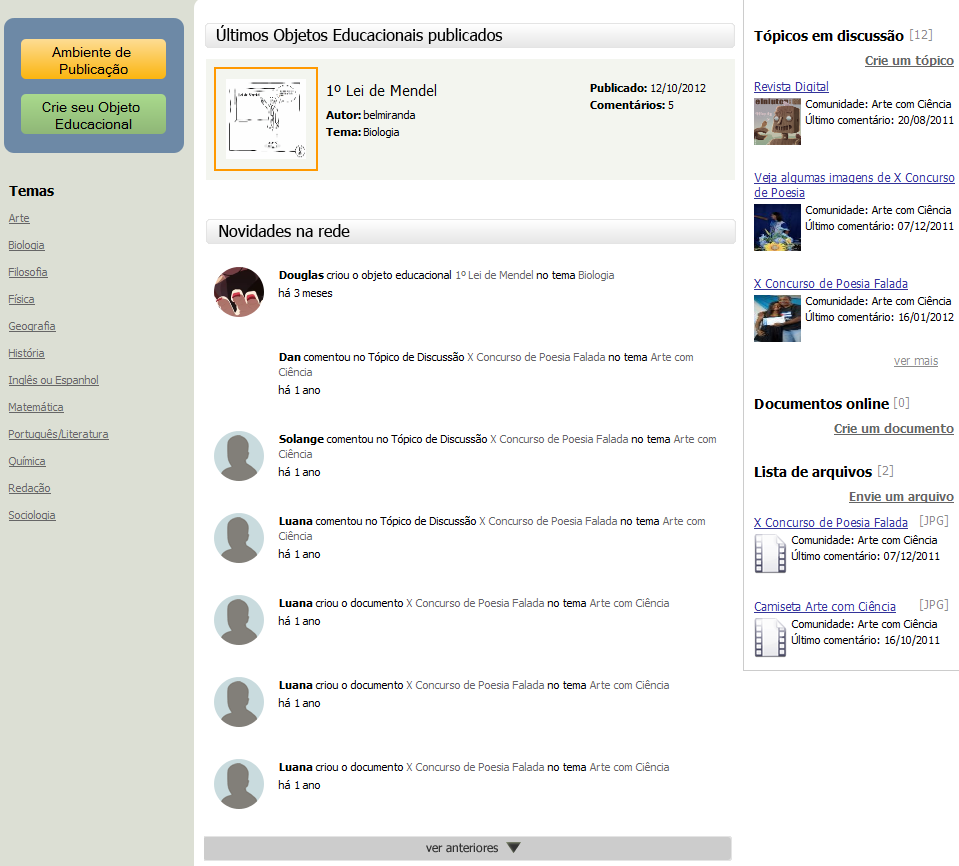 Ambiente de
Publicação
Crie seu Objeto
Educacional
Temas
Arte
Biologia
Filosofia
Física
Geografia
História
Inglês ou Espanhol
Matemática
Português/Literatura
Química
Redação
Sociologia
Últimos Objetos Educacionais publicados
1º Lei de Mendel
Autor: belmiranda
Tema: Biologia
Publicado: 12/10/2012
Comentários: 5
Novidades na rede
Douglas criou o objeto educacional 1º Lei de Mendel no tema Biologia
há 3 meses
Dan comentou no Tópico de Discussão X Concurso de Poesia Falada no tema Arte com
Ciência
há 1 ano
Solange comentou no Tópico de Discussão X Concurso de Poesia Falada no tema Arte com
Ciência
há 1 ano
Luana comentou no Tópico de Discussão X Concurso de Poesia Falada no tema Arte com
Ciência
há 1 ano
Luana criou o documento X Concurso de Poesia Falada no tema Arte com Ciência
há 1 ano
Luana criou o documento X Concurso de Poesia Falada no tema Arte com Ciência
há 1 ano
Luana criou o documento X Concurso de Poesia Falada no tema Arte com Ciência
há 1 ano
ver anteriores
Tópicos em discussão [12]
Crie um tópico
Revista Digital
Comunidade: Arte com Ciência
Último comentário: 20/08/2011
Veja algumas imagens de X Concurso
de Poesia
Comunidade: Arte com Ciência
Último comentário: 07/12/2011
X Concurso de Poesia Falada
Comunidade: Arte com Ciência
Último comentário: 16/01/2012
ver mais
Documentos online [0]
Crie um documento
Lista de arquivos [2]
Envie um arquivo
X Concurso de Poesia Falada [JPG]
Comunidade: Arte com Ciência
Último comentário: 07/12/2011
Camiseta Arte com Ciência [JPG]
Comunidade: Arte com Ciência
Último comentário: 16/10/2011